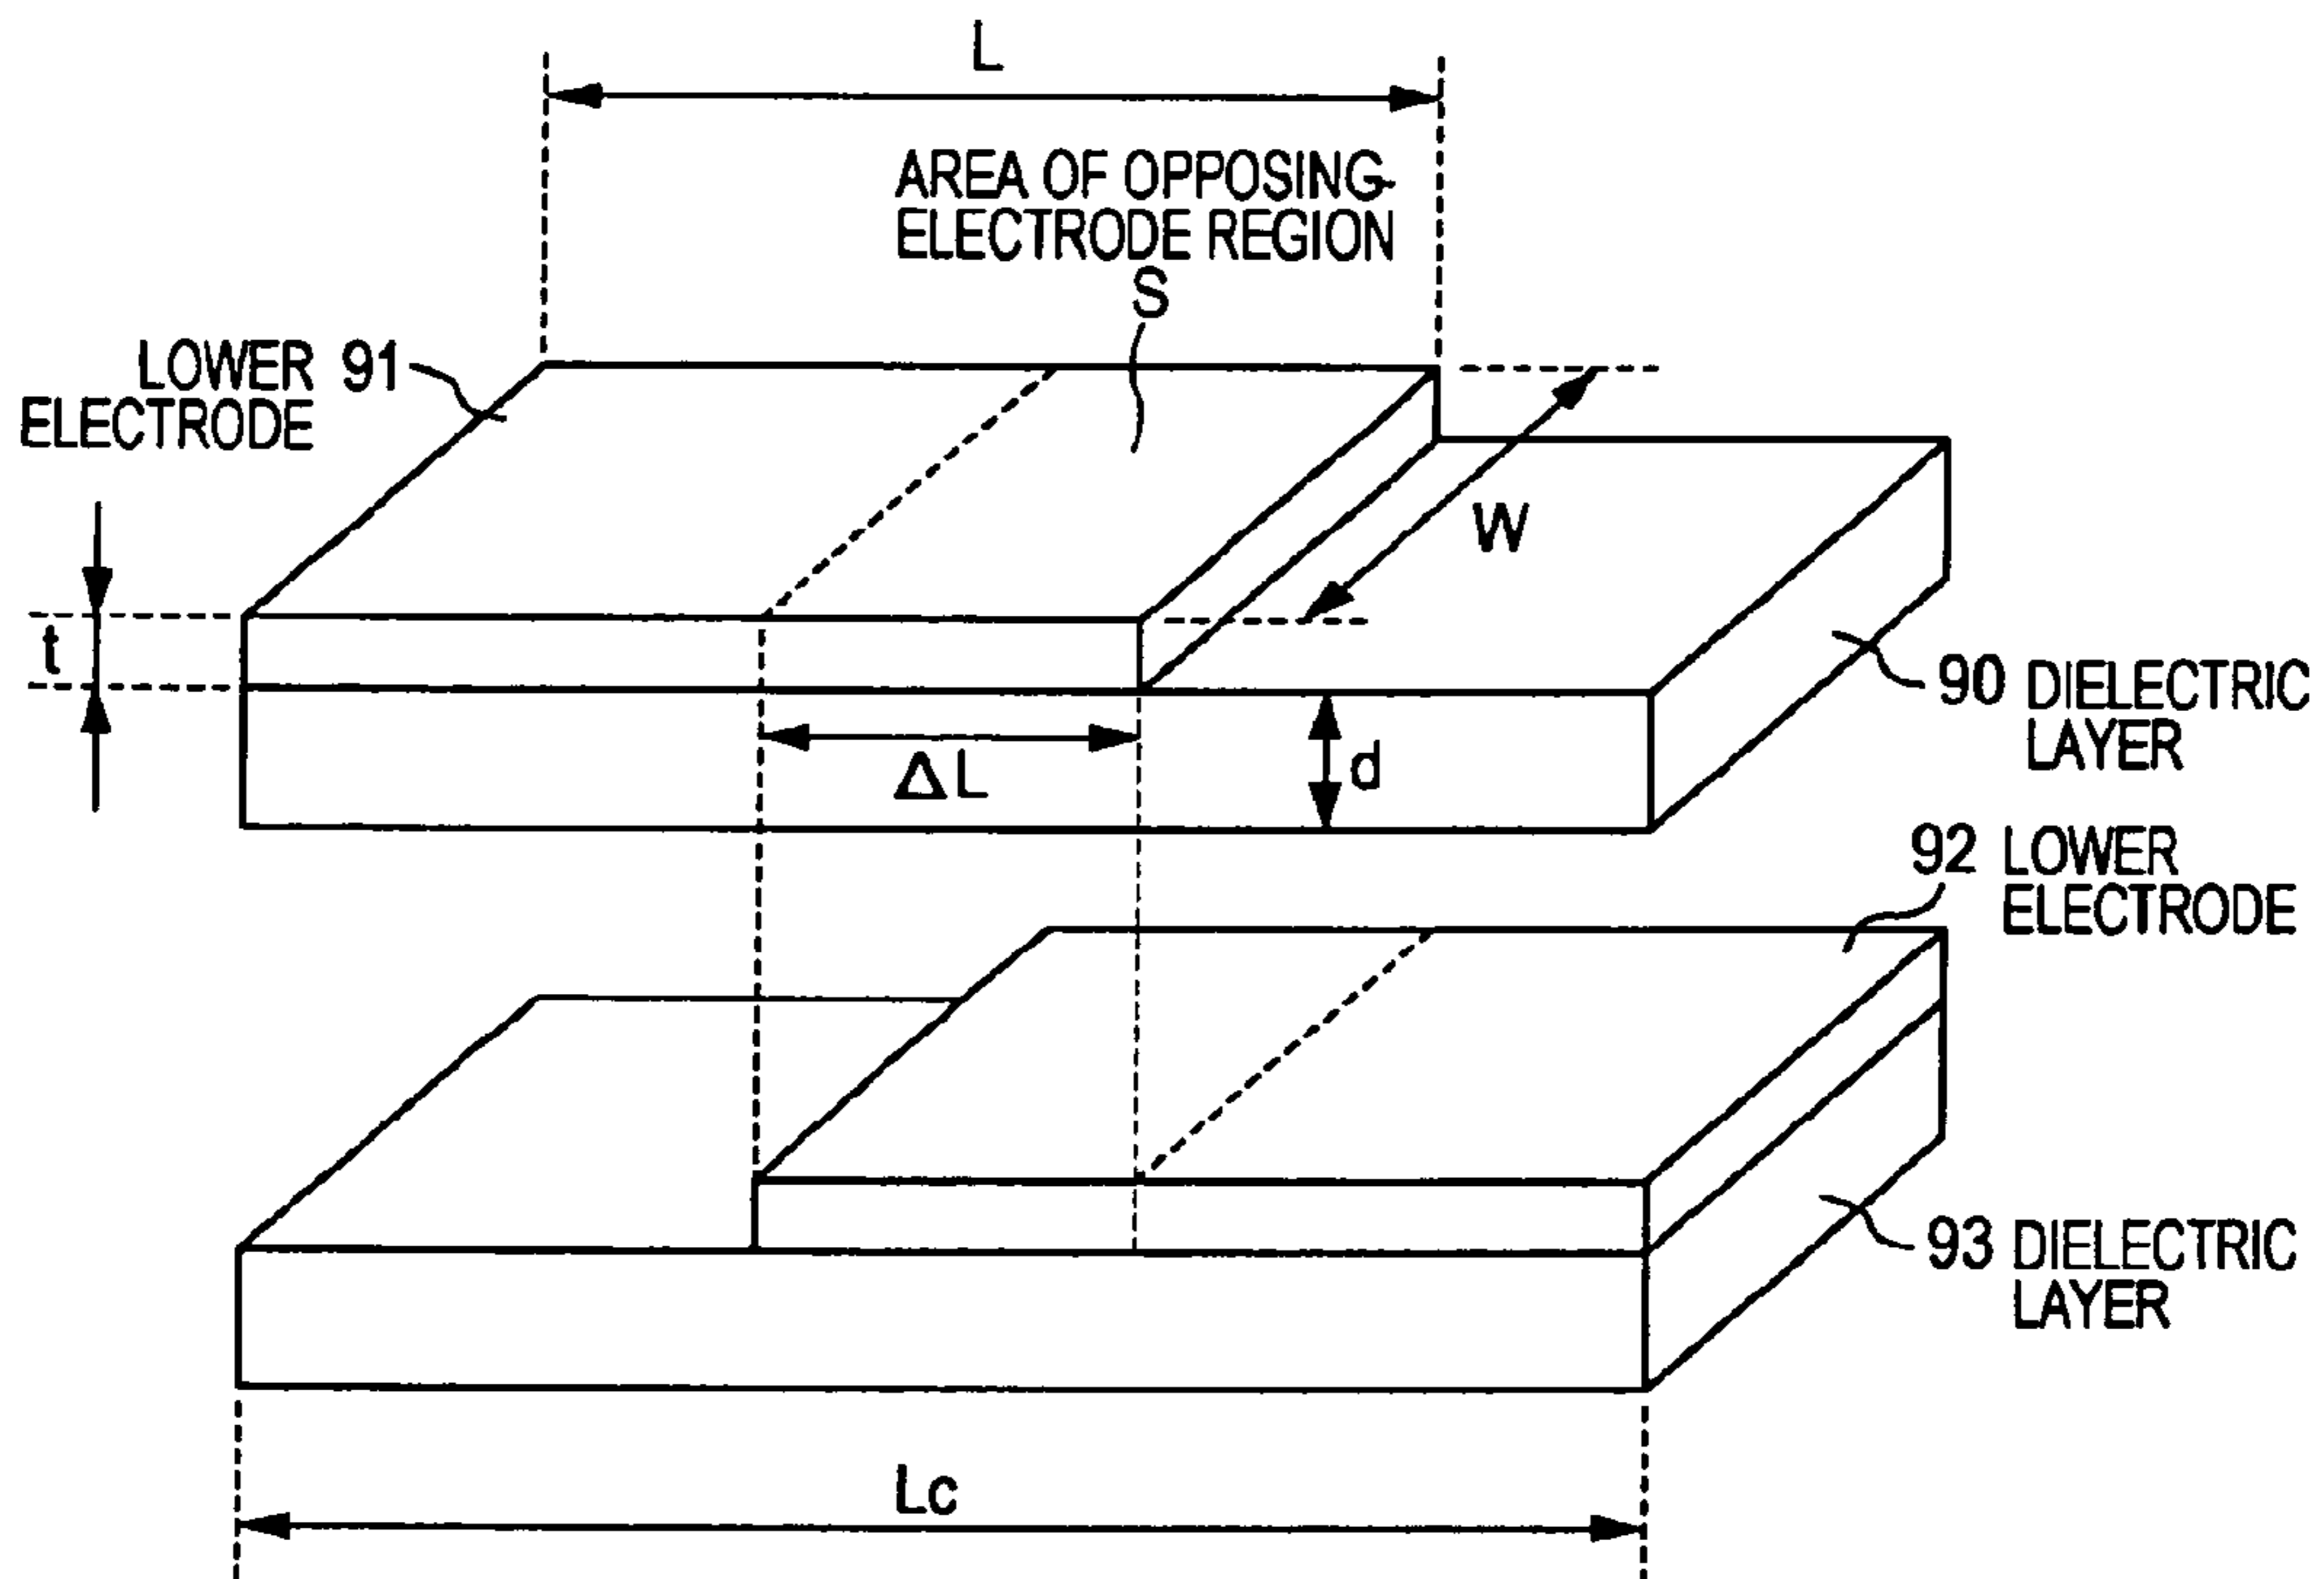 L
AREA OF OPPOSING
ELECTRODE REGION
S
LOWER 91
ELECTRODE
W
t
90 DIELECTRIC
LAYER
ΔL
d
92 LOWER
ELECTRODE
93 DIELECTRIC
LAYER
Lc